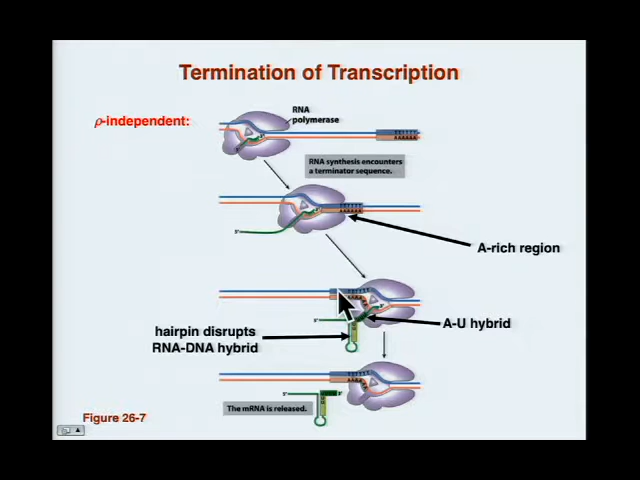 Termination of Transcription
ρ-independent:
RNA
polymerase
RNA synthesis encounters
a terminator sequence.
A-rich region
A-U hybrid
hairpin disrupts
RNA-DNA hybrid
The mRNA is released.
Figure 26-7